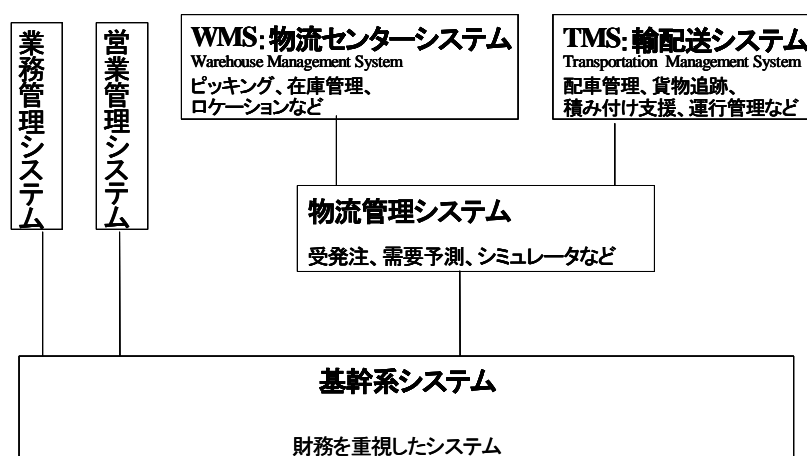 業務管理システム
営業管理システム
WMS:物流センターシステム
Warehouse Management System
ピッキング、在庫管理、
ロケーションなど
TMS:輸配送システム
Transportation Management System
配車管理、貨物追跡、
積み付け支援、運行管理など
物流管理システム
受発注、需要予測、シミュレータなど
基幹系システム
財務を重視したシステム